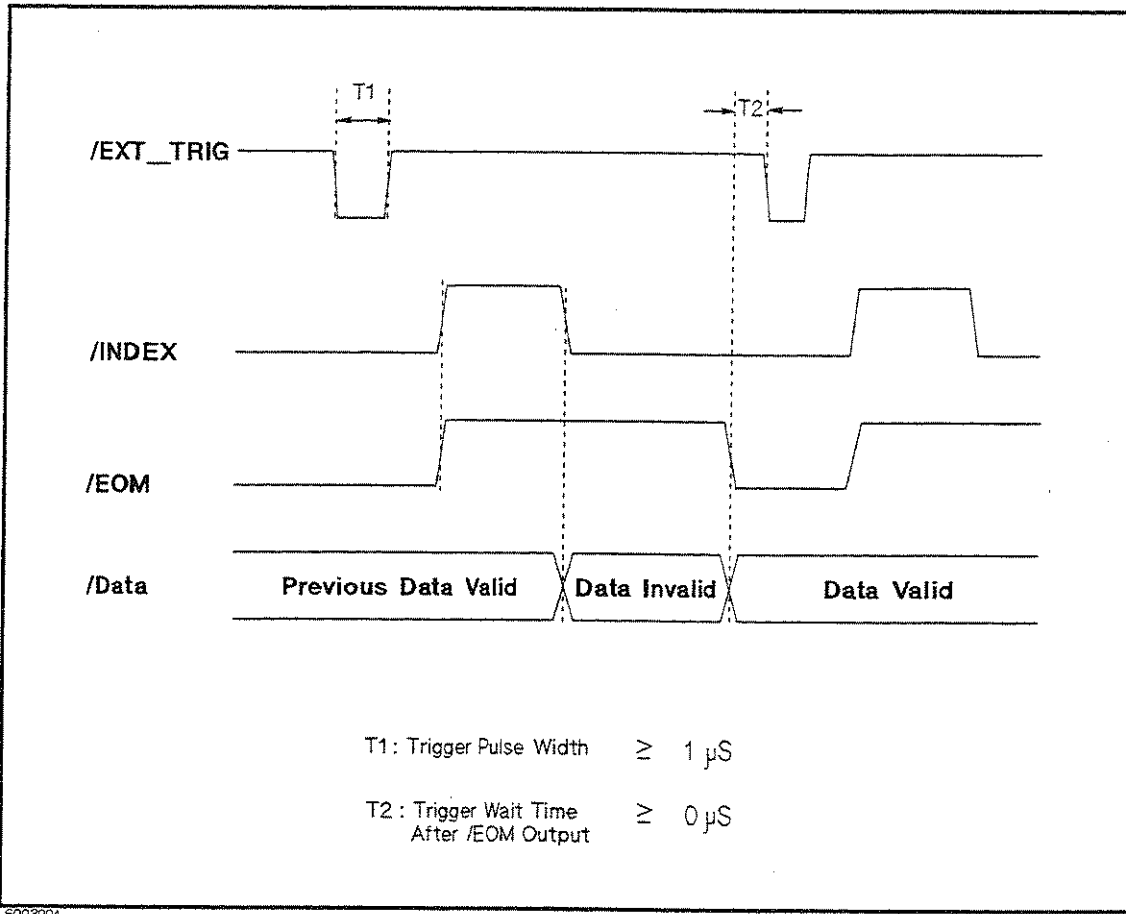 T1
T2
/EXT__TRIG
/INDEX
/EOM
/Data
Previous Data Valid
Data Invalid
Data Valid
T1 : Trigger Pulse Width ≥ 1 µS
T2 : Trigger Wait Time ≥ 0 µS
After /EOM Output